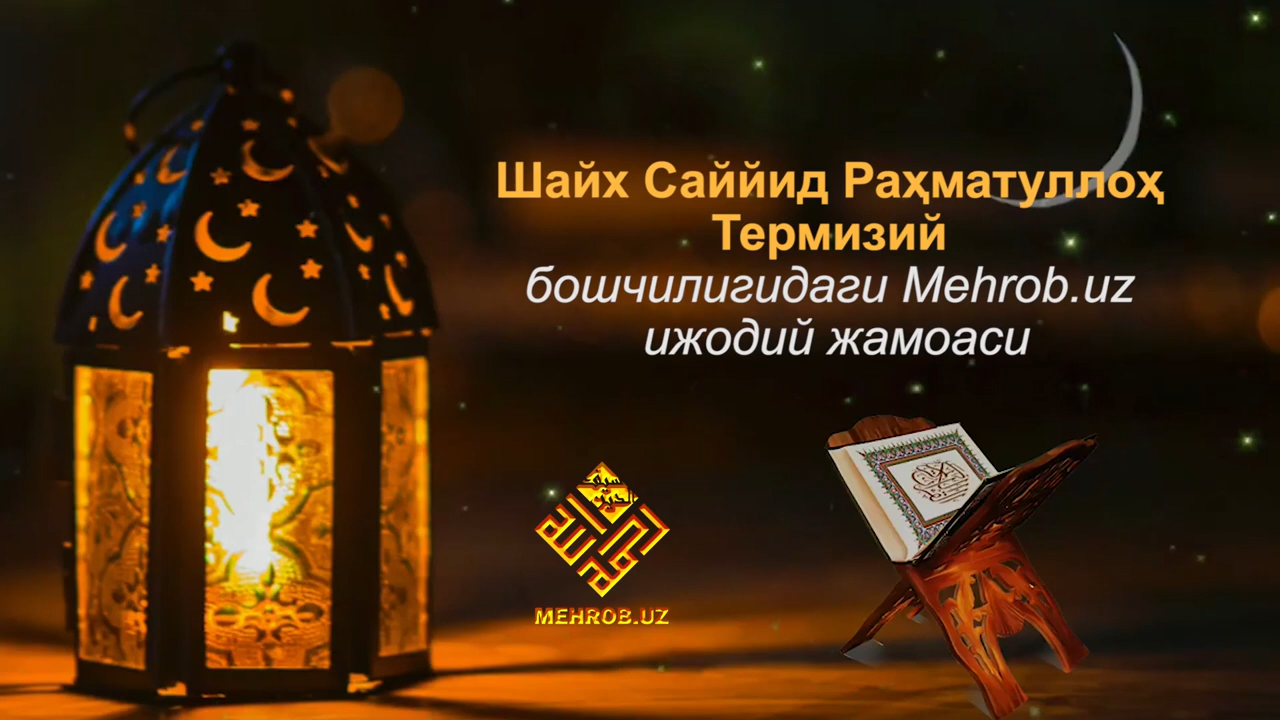 Шайх Саййид Раҳматуллоҳ
Термизий
бошчилигидаги Mehrob.uz
ижодий жамоаси
MEHROB.UZ